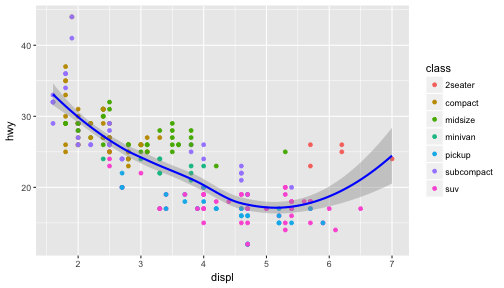 40
30
20
hwy
2 3 4 5 6 7
displ
class
2seater
compact
midsize
minivan
pickup
subcompact
suv